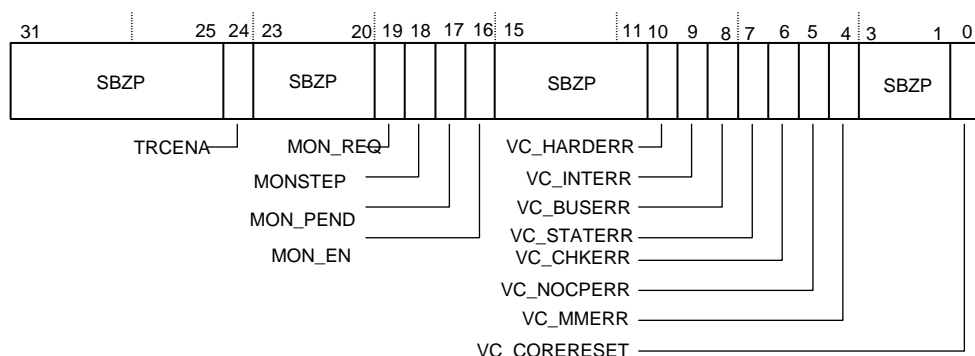 31 25 24 23 20 19 18 17 16 15 11 10 9 8 7 6 5 4 3 1 0
SBZP SBZP SBZP SBZP
TRCENA MON_REQ VC_HARDERR
MONSTEP VC_INTERR
MON_PEND VC_BUSERR
MON_EN VC_STATERR
VC_CHKERR
VC_NOCPERR
VC_MMERR
VC_CORERESET